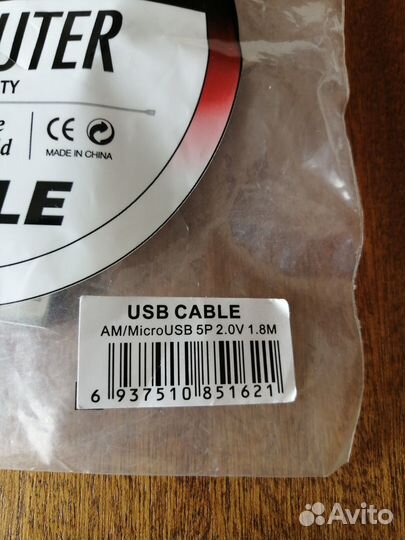 UTER
TY
e
d
CE
MADE IN CHINA
LE
USB CABLE
AM/MicroUSB 5P 2.0V 1.8M
6 937510 851621
Avito